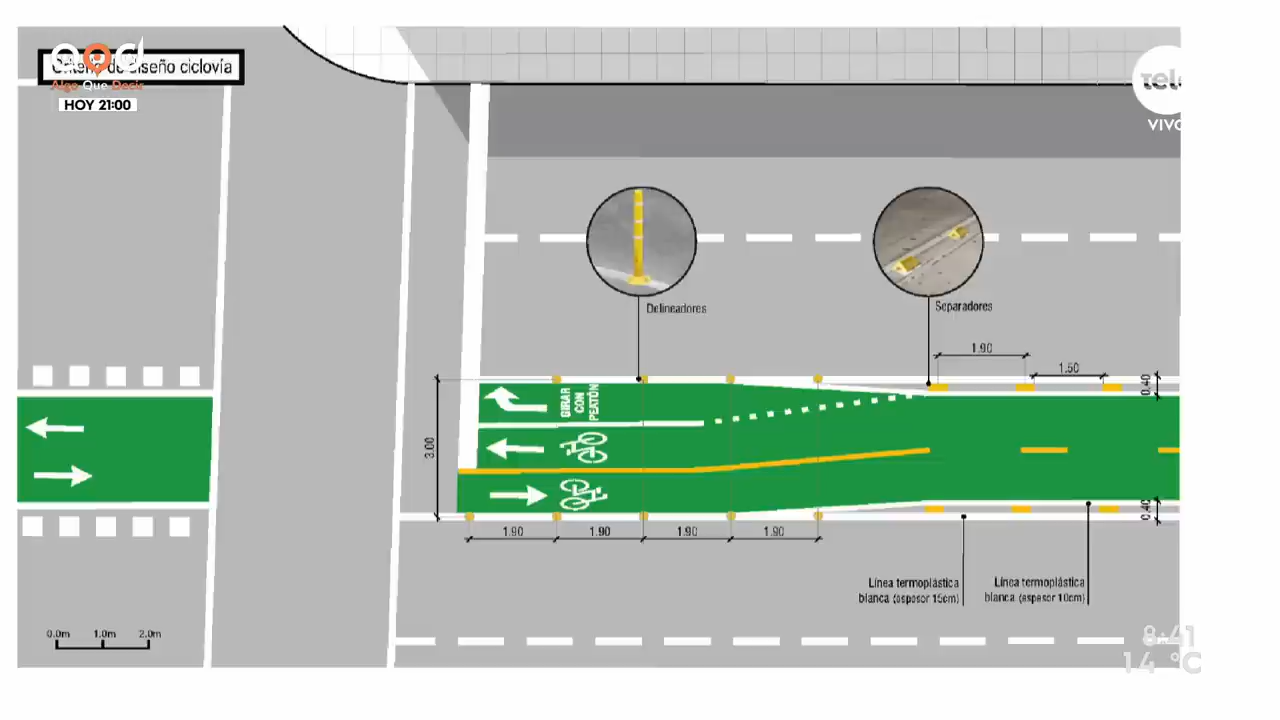 de diseño ciclovía
Algo Que Decir
HOY 21:00
VIVO
Delineadores
Separadores
1.90
1.50
0.40
GIRAR
CON
PEATÓN
3.00
0.40
1.90
1.90
1.90
1.90
Línea termoplástica
blanca (espesor 15cm)
Línea termoplástica
blanca (espesor 10cm)
0.0m
1.0m
2.0m
8:41
14 °C